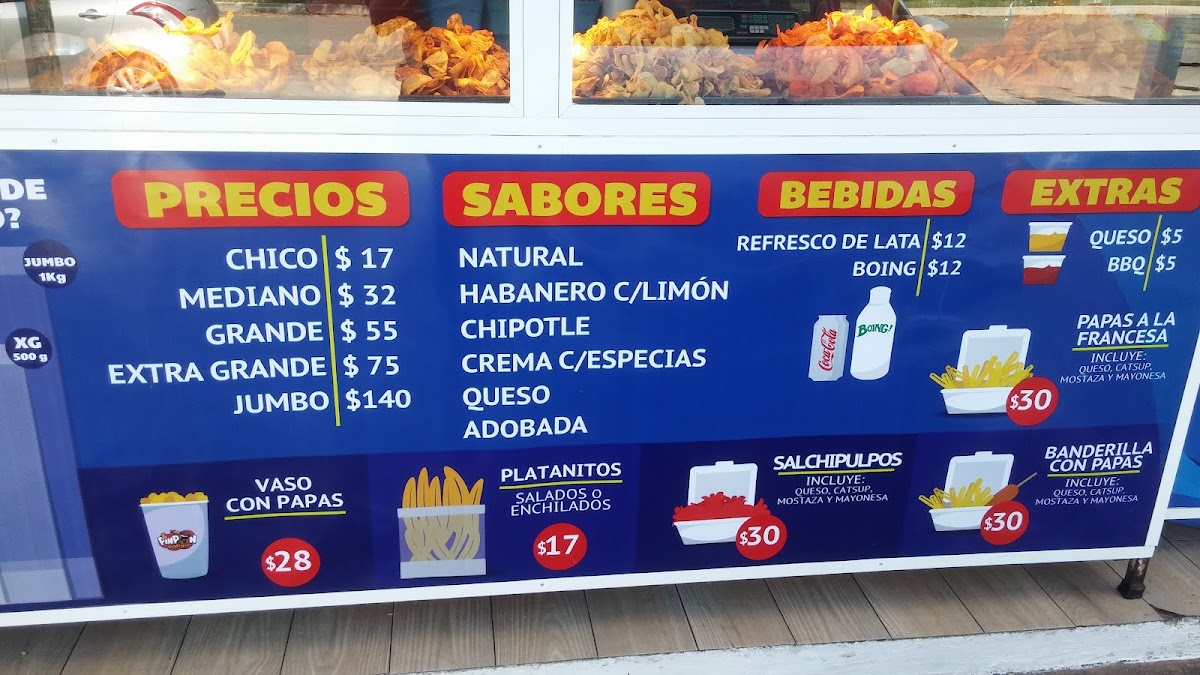 DE
O?
JUMBO
1Kg
XG
500 g
PRECIOS
CHICO $ 17
MEDIANO $ 32
GRANDE $ 55
EXTRA GRANDE $ 75
JUMBO $140
SABORES
NATURAL
HABANERO C/LIMÓN
CHIPOTLE
CREMA C/ESPECIAS
QUESO
ADOBADA
BEBIDAS
REFRESCO DE LATA $12
BOING $12
Coca-Cola
BOING!
EXTRAS
QUESO $5
BBQ $5
PAPAS A LA
FRANCESA
INCLUYE:
QUESO, CATSUP,
MOSTAZA Y MAYONESA
$30
VASO
CON PAPAS
$28
PLATANITOS
SALADOS O
ENCHILADOS
$17
SALCHIPULPOS
INCLUYE:
QUESO, CATSUP,
MOSTAZA Y MAYONESA
$30
BANDERILLA
CON PAPAS
INCLUYE:
QUESO, CATSUP,
MOSTAZA Y MAYONESA
$30